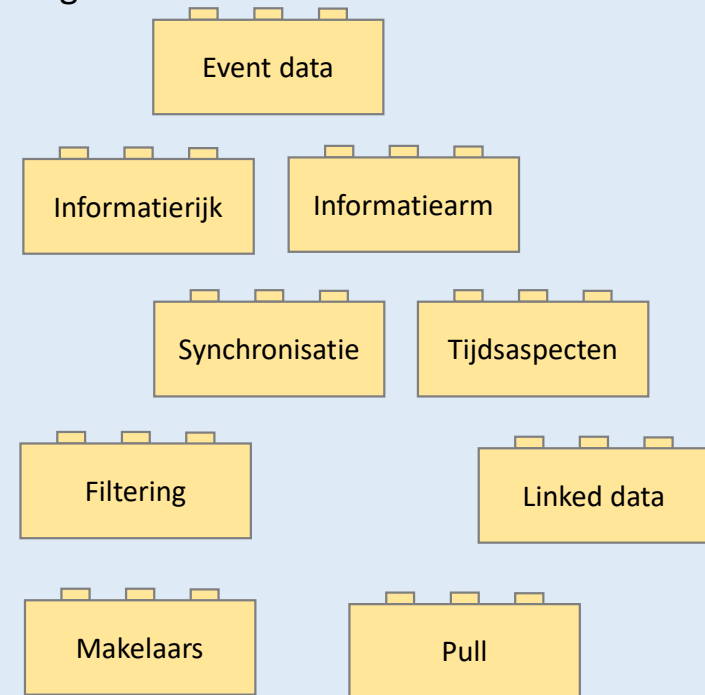 Event data
Informatierijk
Informatiearm
Synchronisatie
Tijdsaspecten
Filtering
Linked data
Makelaars
Pull